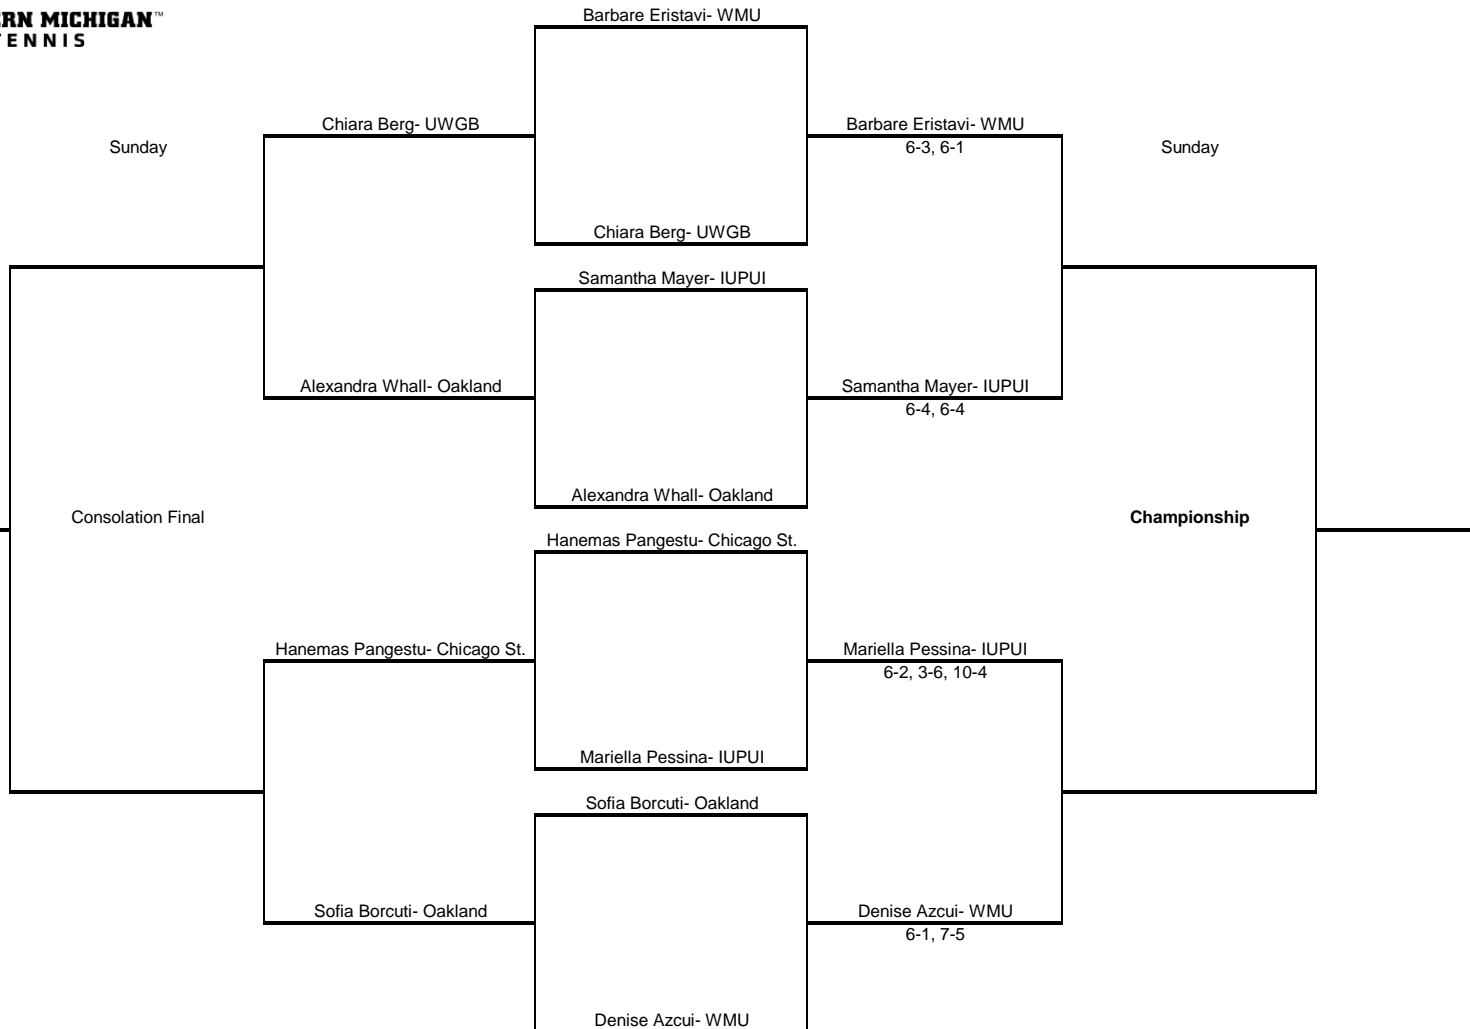 MICHIGAN™
TENNIS
Barbare Eristavi- WMU
Chiara Berg- UWGB
Barbare Eristavi- WMU
Sunday
6-3, 6-1
Sunday
Chiara Berg- UWGB
Samantha Mayer- IUPUI
Alexandra Whall- Oakland
Samantha Mayer- IUPUI
6-4, 6-4
Alexandra Whall- Oakland
Consolation Final
Championship
Hanemas Pangestu- Chicago St.
Hanemas Pangestu- Chicago St.
Mariella Pessina- IUPUI
6-2, 3-6, 10-4
Mariella Pessina- IUPUI
Sofia Borcuti- Oakland
Sofia Borcuti- Oakland
Denise Azcui- WMU
6-1, 7-5
Denise Azcui- WMU